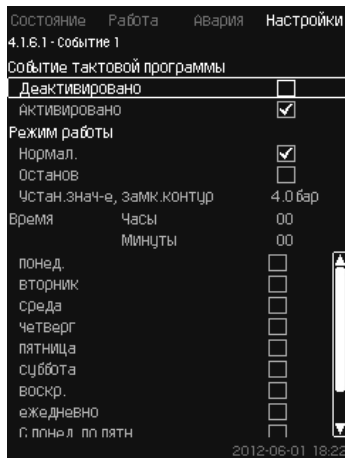 Состояние Работа Авария Настройки
4.1.6.1 - Событие 1
Событие тактовой программы
Деактивировано
Активировано
Режим работы
Нормал.
Останов
Устан.знач-е, замк.контур 4.0 бар
Время Часы 00
Минуты 00
понед.
вторник
среда
четверг
пятница
суббота
воскр.
ежедневно
С понед. по пятн
2012-06-01 18:22